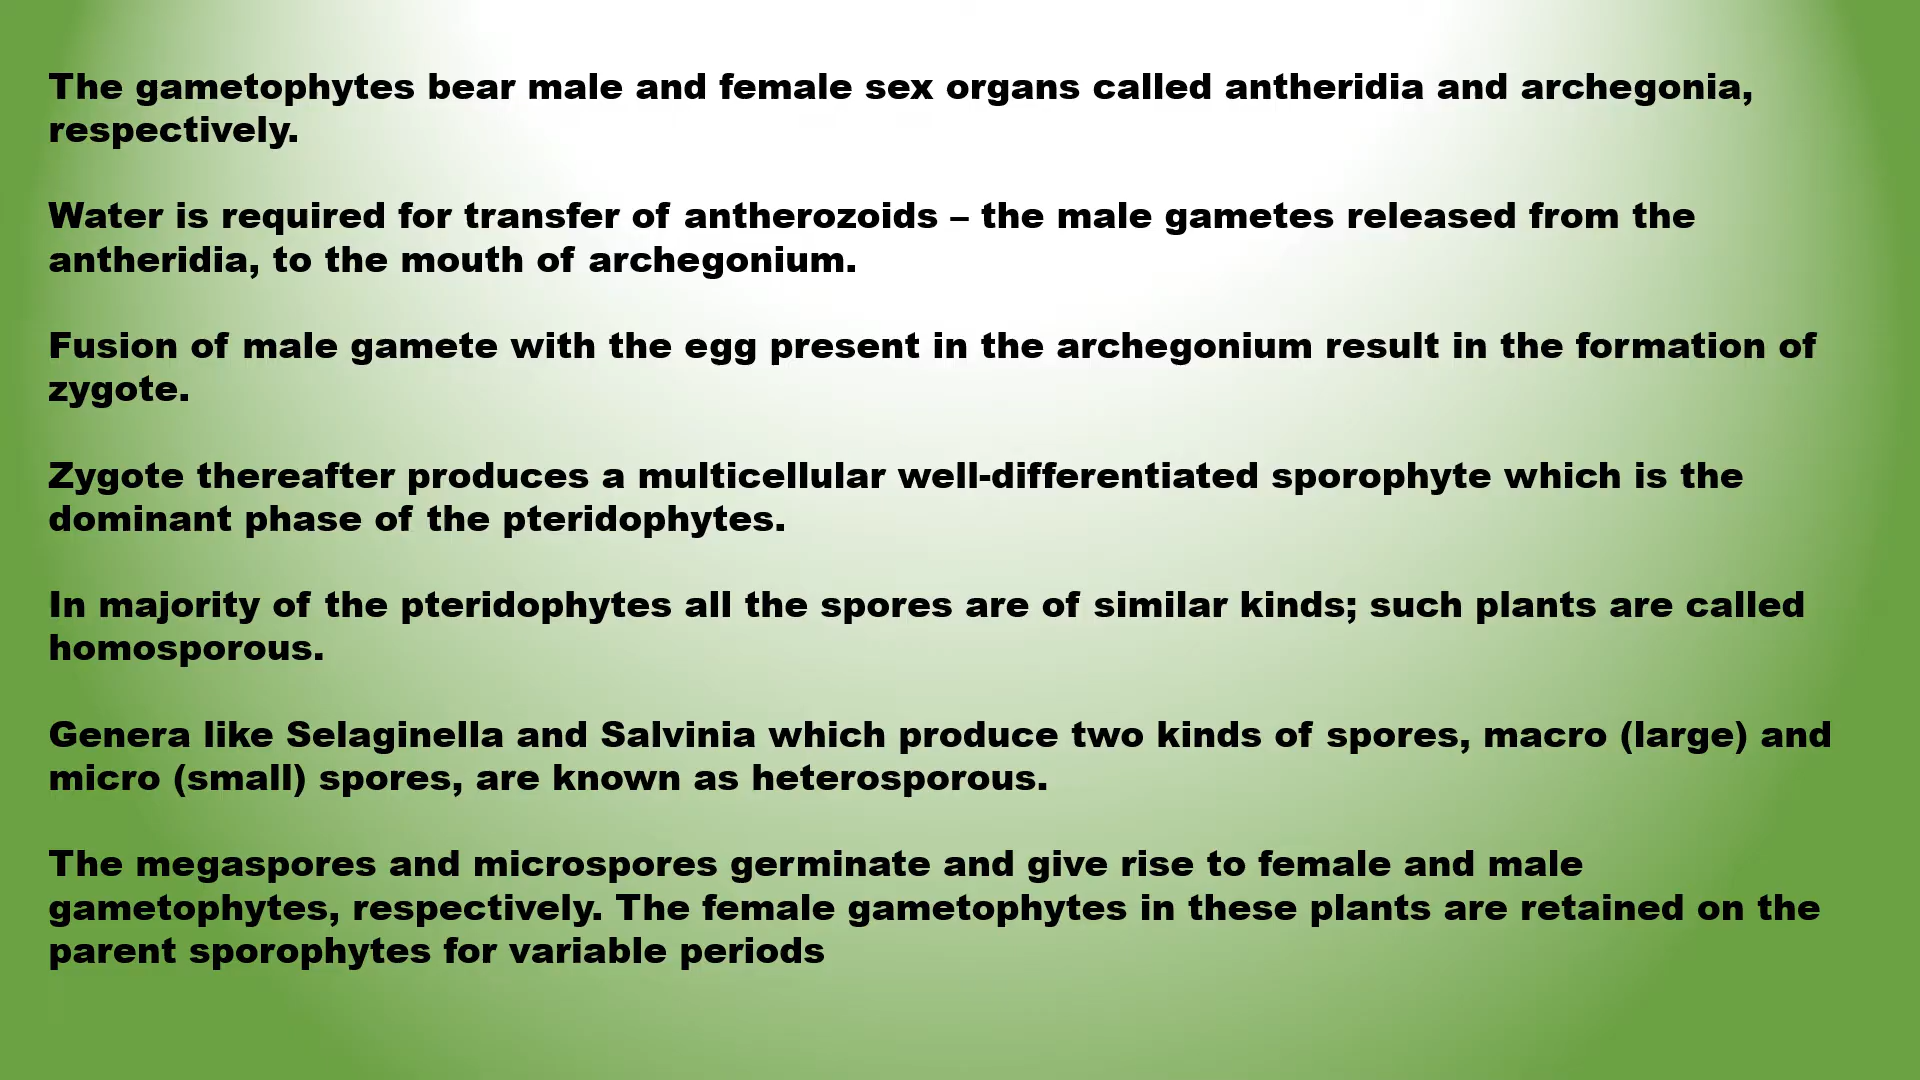 The gametophytes bear male and female sex organs called antheridia and archegonia,
respectively.
Water is required for transfer of antherozoids – the male gametes released from the
antheridia, to the mouth of archegonium.
Fusion of male gamete with the egg present in the archegonium result in the formation of
zygote.
Zygote thereafter produces a multicellular well-differentiated sporophyte which is the
dominant phase of the pteridophytes.
In majority of the pteridophytes all the spores are of similar kinds; such plants are called
homosporous.
Genera like Selaginella and Salvinia which produce two kinds of spores, macro (large) and
micro (small) spores, are known as heterosporous.
The megaspores and microspores germinate and give rise to female and male
gametophytes, respectively. The female gametophytes in these plants are retained on the
parent sporophytes for variable periods